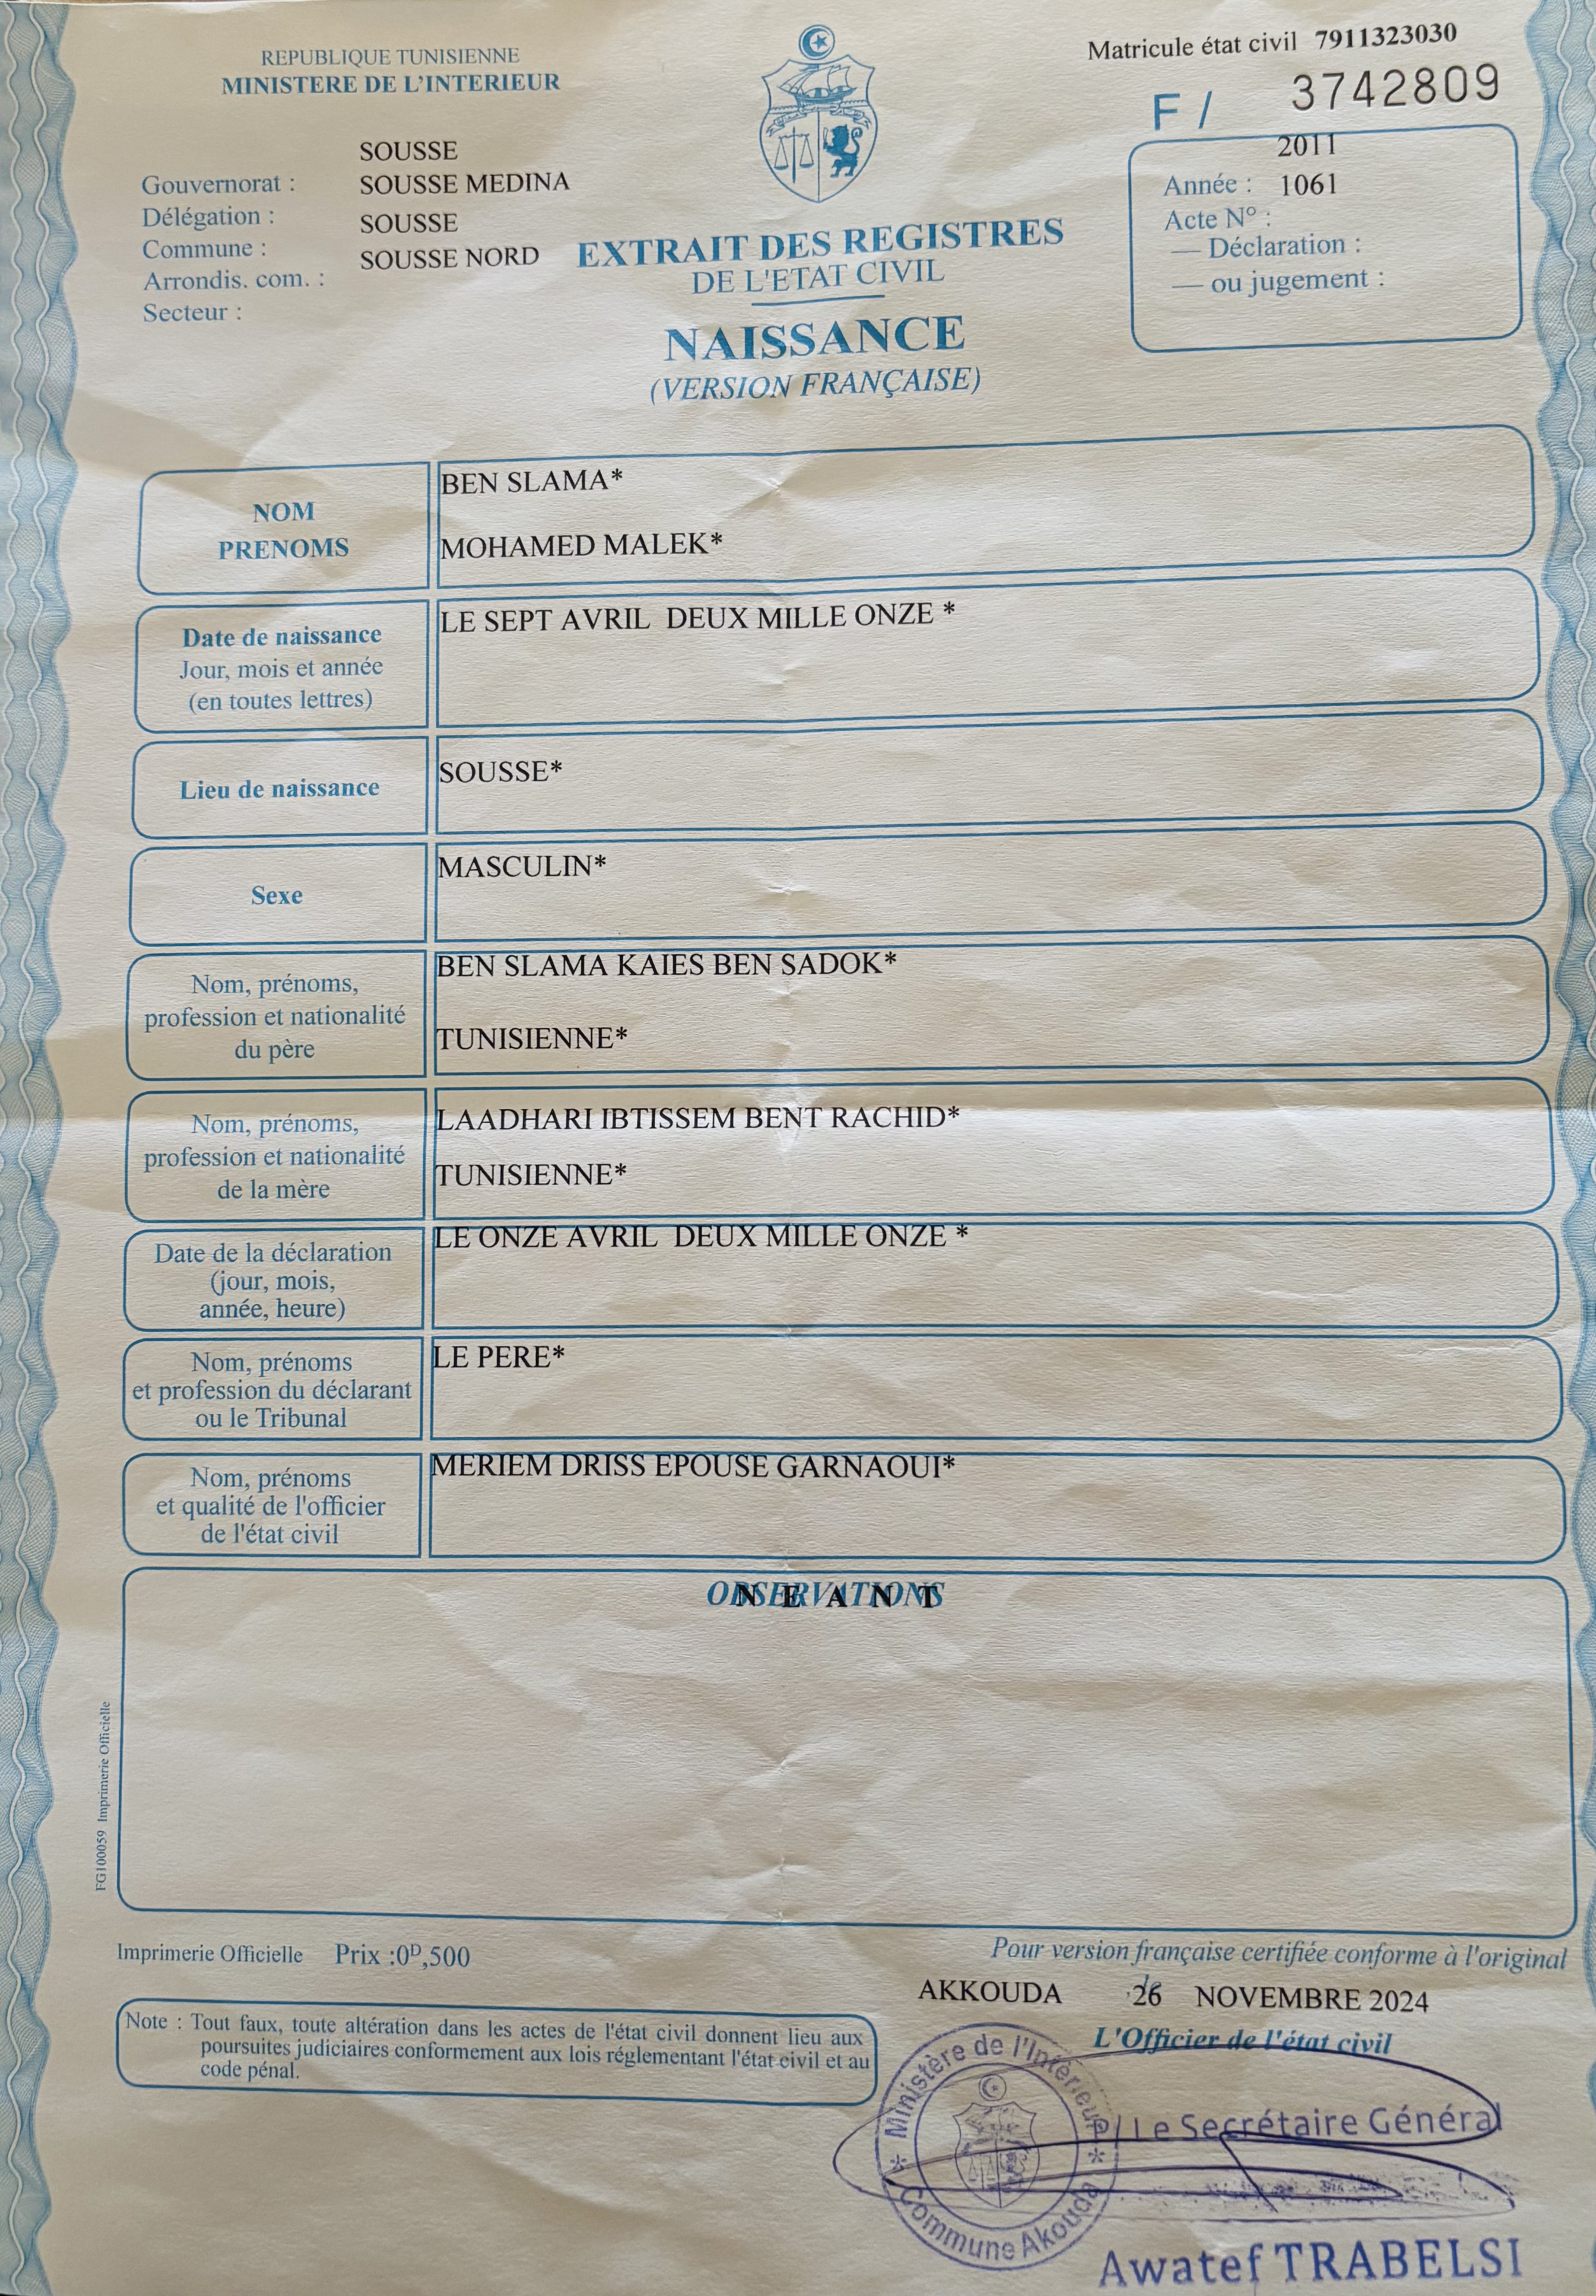 REPUBLIQUE TUNISIENNE
MINISTERE DE L'INTERIEUR
Matricule état civil 7911323030
F / 3742809
SOUSSE
Gouvernorat : SOUSSE MEDINA
Délégation : SOUSSE
Commune : SOUSSE NORD
Arrondis. com. :
Secteur :
2011
Année : 1061
Acte N° :
— Déclaration :
— ou jugement :
EXTRAIT DES REGISTRES
DE L'ETAT CIVIL
NAISSANCE
(VERSION FRANÇAISE)
NOM
PRENOMS
BEN SLAMA*
MOHAMED MALEK*
Date de naissance
Jour, mois et année
(en toutes lettres)
LE SEPT AVRIL DEUX MILLE ONZE *
Lieu de naissance
SOUSSE*
Sexe
MASCULIN*
Nom, prénoms,
profession et nationalité
du père
BEN SLAMA KAIES BEN SADOK*
TUNISIENNE*
Nom, prénoms,
profession et nationalité
de la mère
LAADHARI IBTISSEM BENT RACHID*
TUNISIENNE*
Date de la déclaration
(jour, mois,
année, heure)
LE ONZE AVRIL DEUX MILLE ONZE *
Nom, prénoms
et profession du déclarant
ou le Tribunal
LE PERE*
Nom, prénoms
et qualité de l'officier
de l'état civil
MERIEM DRISS EPOUSE GARNAOUI*
OBSERVATIONS
N E A N T
FG100059 Imprimerie Officielle
Imprimerie Officielle Prix :0ᴰ,500
Pour version française certifiée conforme à l'original
AKKOUDA 26 NOVEMBRE 2024
L'Officier de l'état civil
Note : Tout faux, toute altération dans les actes de l'état civil donnent lieu aux
poursuites judiciaires conformement aux lois réglementant l'état civil et au
code pénal.
Ministère de l'Intérieur
* Commune Akouda *
P/ Le Secrétaire Général
Awatef TRABELSI